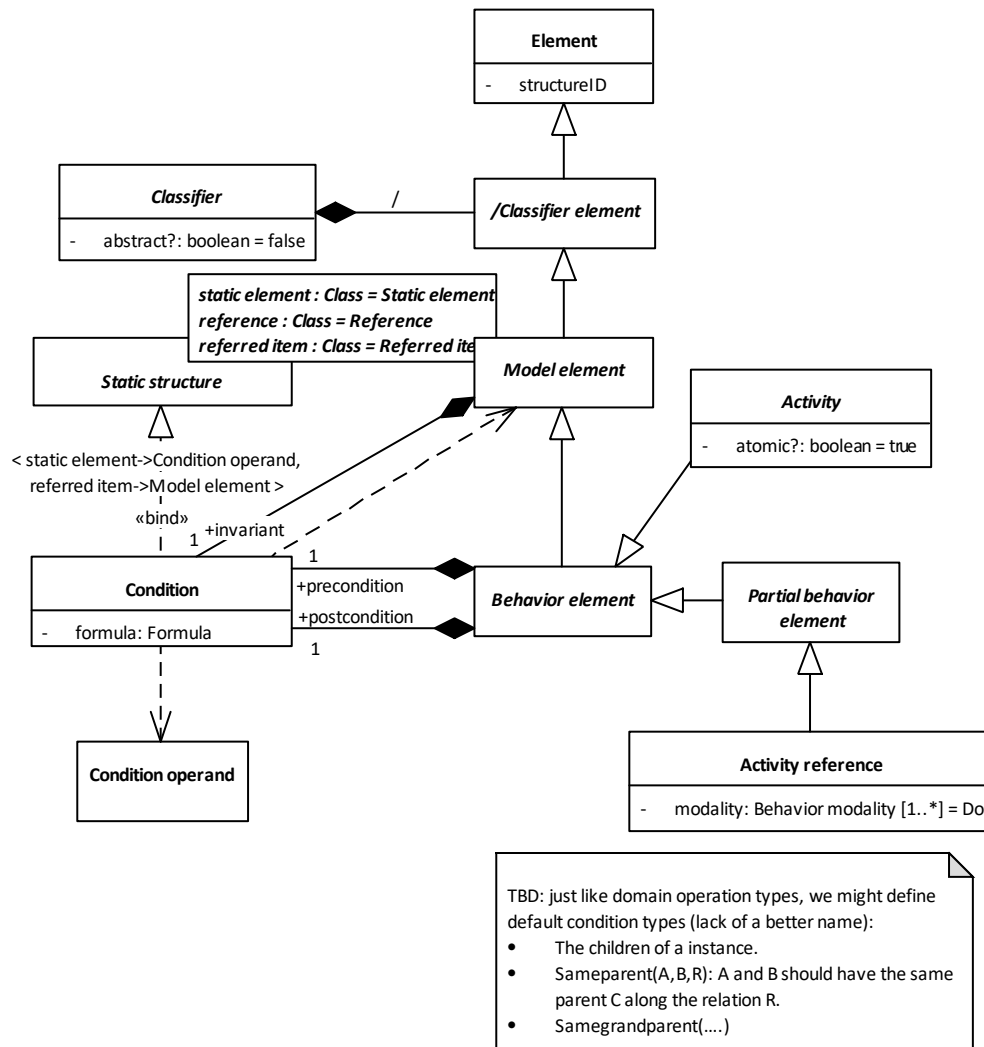 Element
- structureID
Classifier
- abstract?: boolean = false
/
/Classifier element
static element : Class = Static element
reference : Class = Reference
referred item : Class = Referred ite
Static structure
Model element
Activity
- atomic?: boolean = true
< static element->Condition operand,
referred item->Model element >
«bind»
1
+invariant
Condition
- formula: Formula
1
+precondition
+postcondition
1
Behavior element
Partial behavior
element
Condition operand
Activity reference
- modality: Behavior modality [1..*] = Do
TBD: just like domain operation types, we might define
default condition types (lack of a better name):
• The children of a instance.
• Sameparent(A,B,R): A and B should have the same
parent C along the relation R.
• Samegrandparent(....)